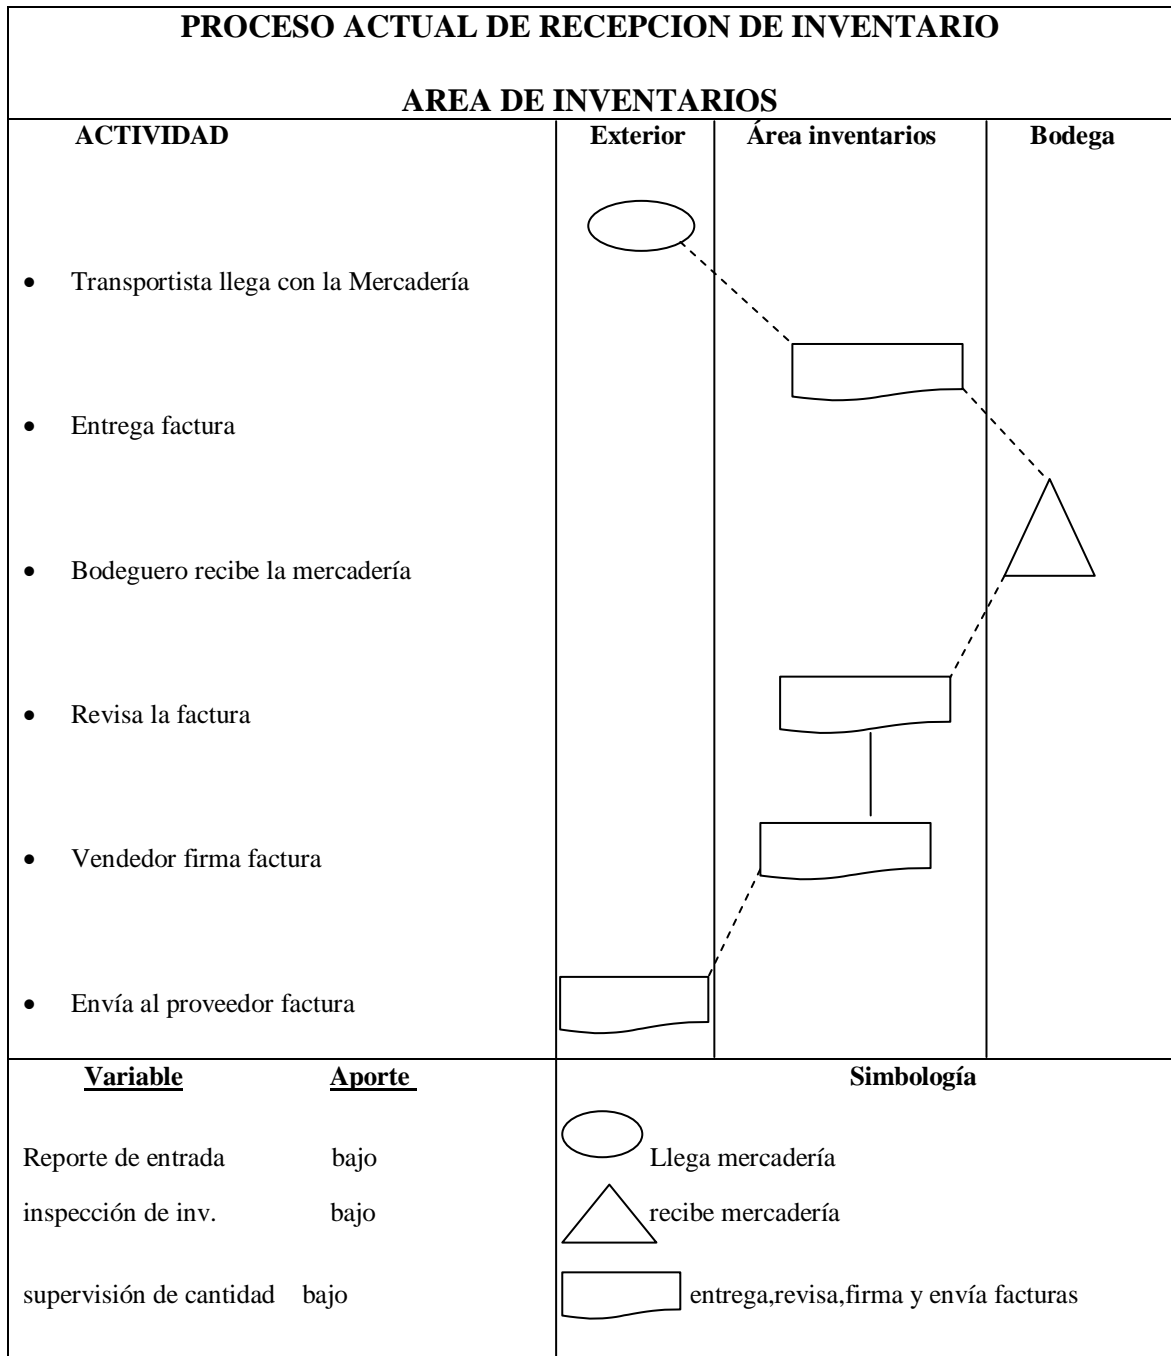 PROCESO ACTUAL DE RECEPCION DE INVENTARIO
AREA DE INVENTARIOS
ACTIVIDAD Exterior Área inventarios Bodega
• Transportista llega con la Mercadería
• Entrega factura
• Bodeguero recibe la mercadería
• Revisa la factura
• Vendedor firma factura
• Envía al proveedor factura
Variable Aporte Simbología
Reporte de entrada bajo Llega mercadería
inspección de inv. bajo recibe mercadería
supervisión de cantidad bajo entrega,revisa,firma y envía facturas